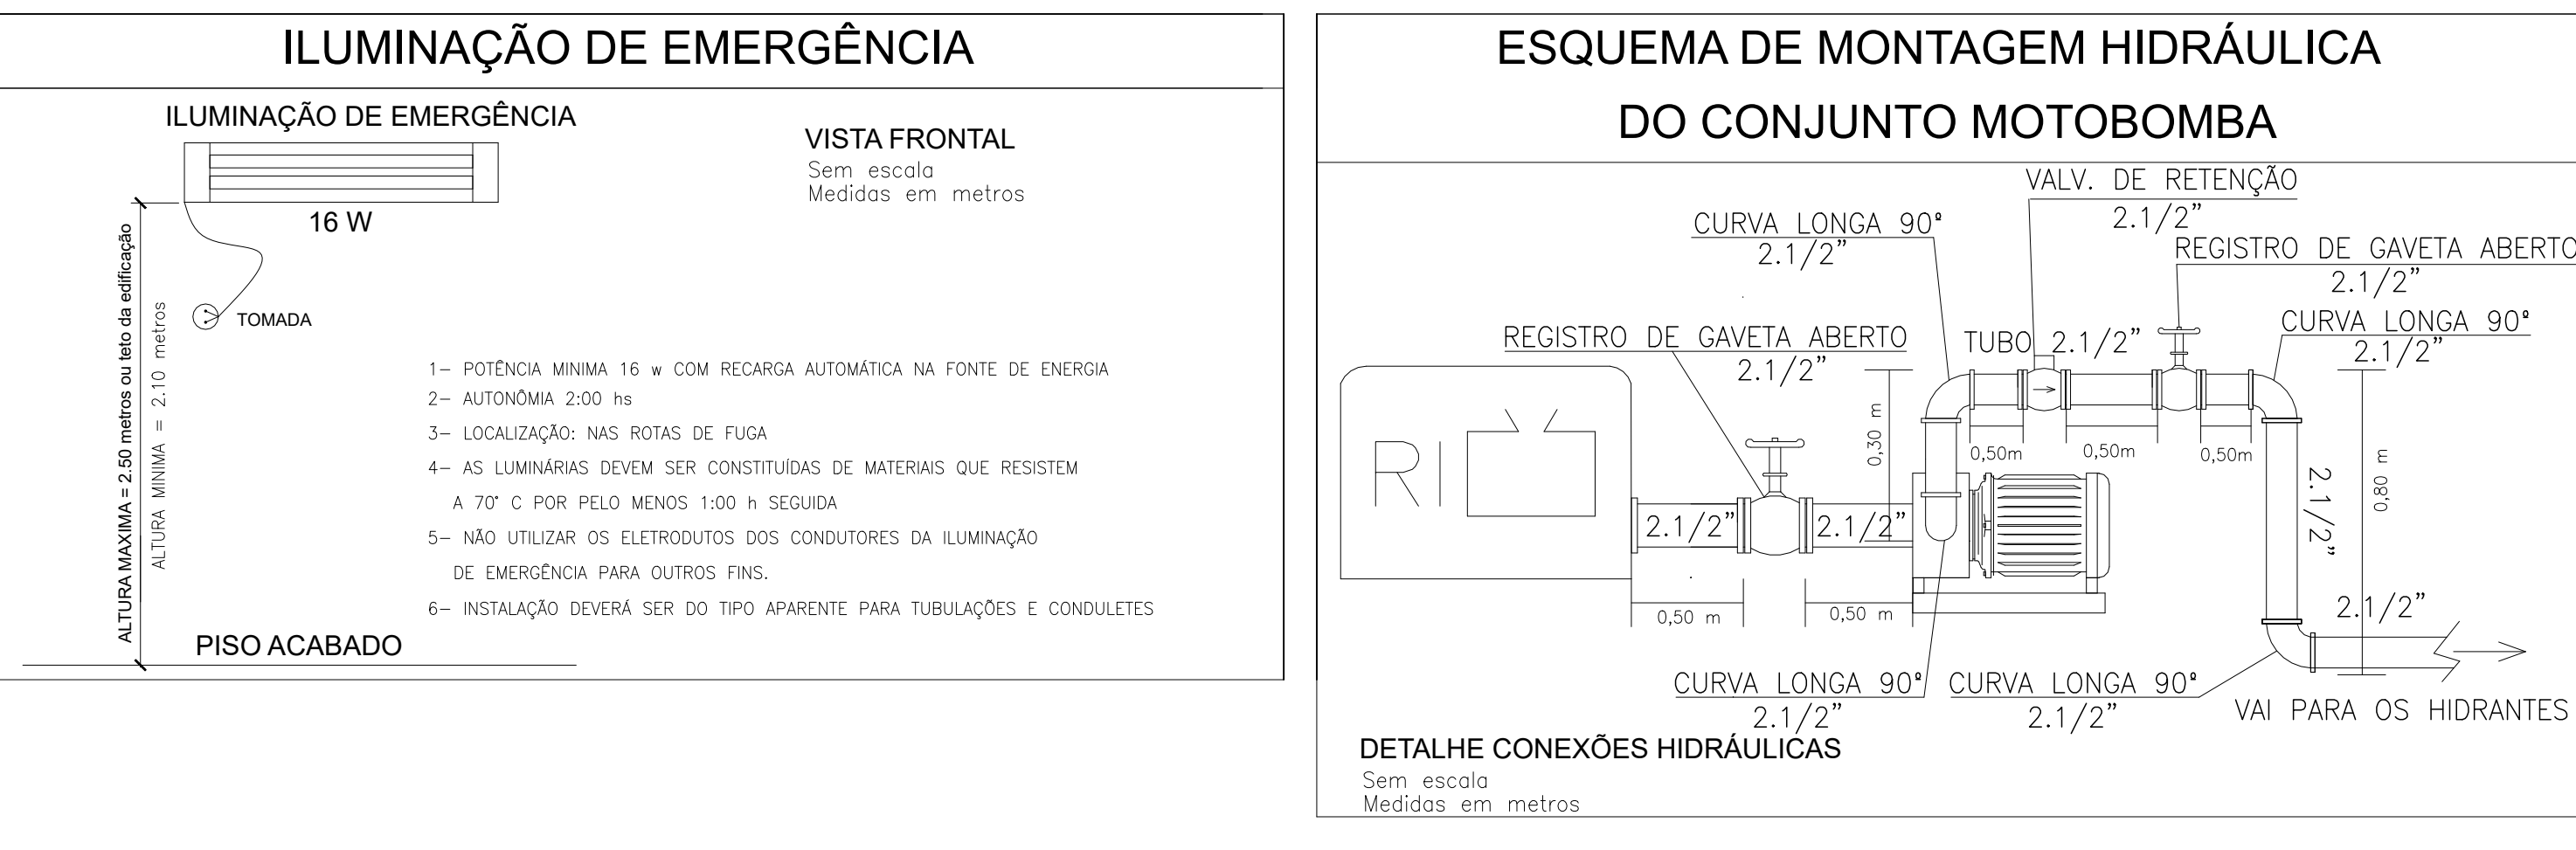 ILUMINAÇÃO DE EMERGÊNCIA
ILUMINAÇÃO DE EMERGÊNCIA
VISTA FRONTAL
Sem escala
Medidas em metros
16 W
TOMADA
ALTURA MAXIMA = 2.50 metros ou teto da edificação
ALTURA MINIMA = 2.10 metros
1- POTÊNCIA MINIMA 16 w COM RECARGA AUTOMÁTICA NA FONTE DE ENERGIA
2- AUTONÔMIA 2:00 hs
3- LOCALIZAÇÃO: NAS ROTAS DE FUGA
4- AS LUMINÁRIAS DEVEM SER CONSTITUÍDAS DE MATERIAIS QUE RESISTEM
A 70° C POR PELO MENOS 1:00 h SEGUIDA
5- NÃO UTILIZAR OS ELETRODUTOS DOS CONDUTORES DA ILUMINAÇÃO
DE EMERGÊNCIA PARA OUTROS FINS.
6- INSTALAÇÃO DEVERÁ SER DO TIPO APARENTE PARA TUBULAÇÕES E CONDULETES
PISO ACABADO
ESQUEMA DE MONTAGEM HIDRÁULICA
DO CONJUNTO MOTOBOMBA
VALV. DE RETENÇÃO
2.1/2”
CURVA LONGA 90°
2.1/2”
REGISTRO DE GAVETA ABERTO
2.1/2”
CURVA LONGA 90°
2.1/2”
REGISTRO DE GAVETA ABERTO
2.1/2”
TUBO 2.1/2”
RI
0,30 m
0,50m
0,50m
0,50m
2.1/2”
0,80 m
2.1/2”
2.1/2”
0,50 m
0,50 m
2.1/2”
CURVA LONGA 90°
2.1/2”
CURVA LONGA 90°
2.1/2”
VAI PARA OS HIDRANTES
DETALHE CONEXÕES HIDRÁULICAS
Sem escala
Medidas em metros